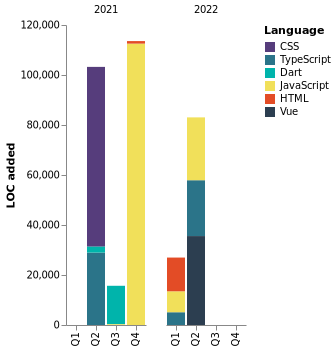 2021
2022
LOC added
120,000
100,000
80,000
60,000
40,000
20,000
0
Q1
Q2
Q3
Q4
Q1
Q2
Q3
Q4
Language
CSS
TypeScript
Dart
JavaScript
HTML
Vue